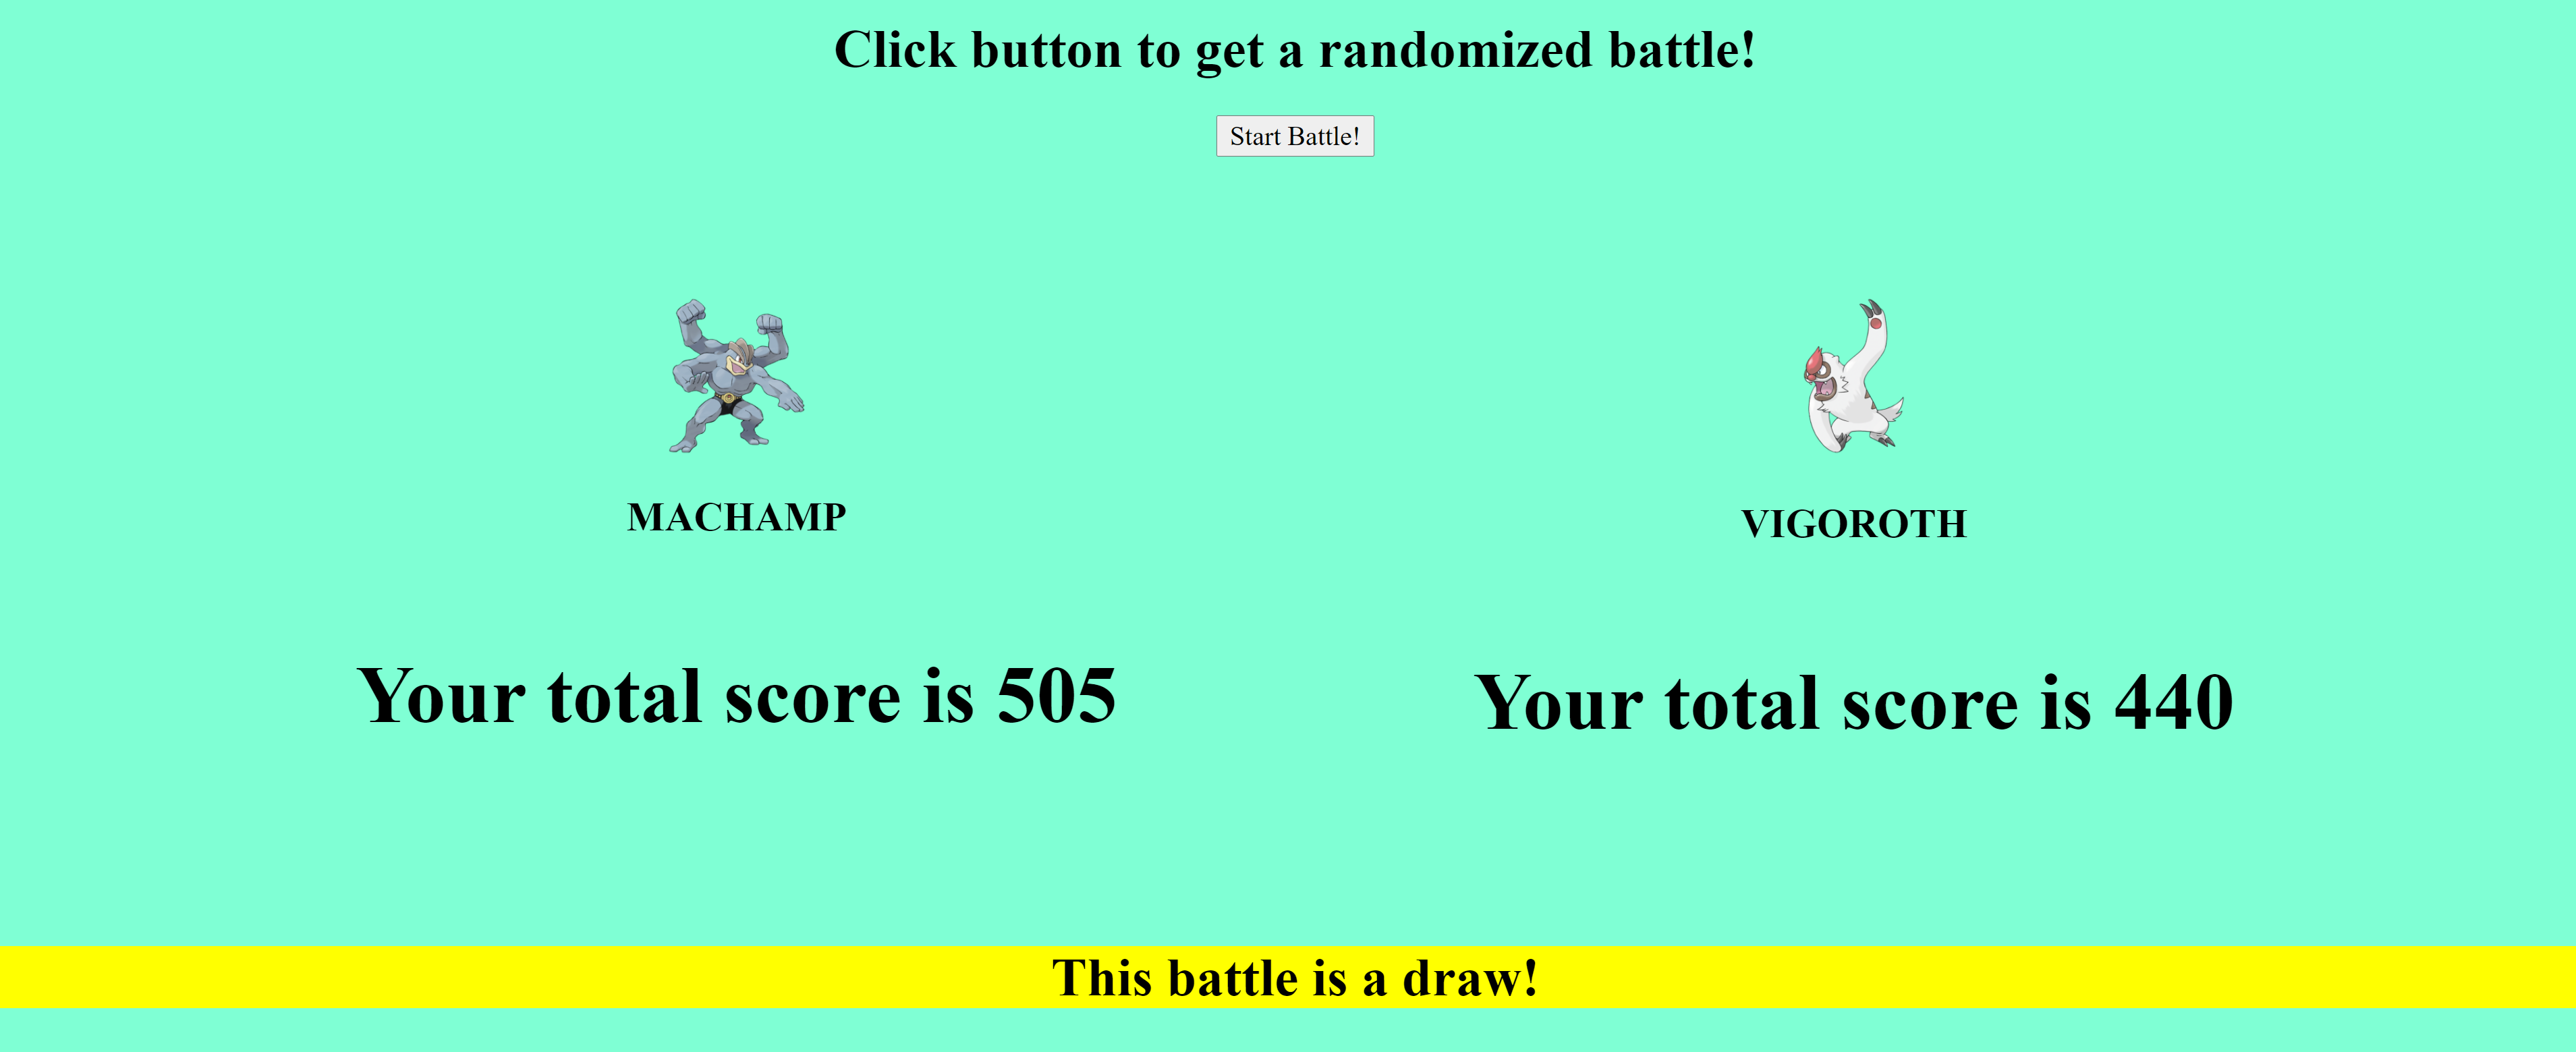 Click button to get a randomized battle!
Start Battle!
MACHAMP
VIGOROTH
Your total score is 505
Your total score is 440
This battle is a draw!